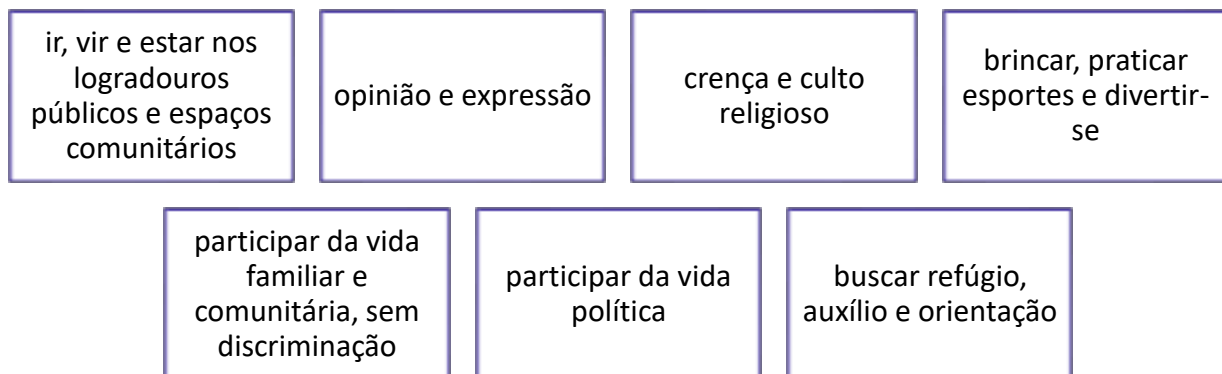 ir, vir e estar nos
logradouros
públicos e espaços
comunitários
opinião e expressão
crença e culto
religioso
brincar, praticar
esportes e divertir-
se
participar da vida
familiar e
comunitária, sem
discriminação
participar da vida
política
buscar refúgio,
auxílio e orientação